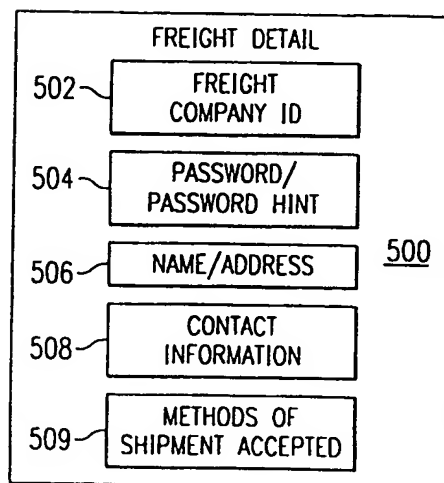 FREIGHT DETAIL
502
FREIGHT
COMPANY ID
504
PASSWORD/
PASSWORD HINT
506
NAME/ADDRESS
500
508
CONTACT
INFORMATION
509
METHODS OF
SHIPMENT ACCEPTED